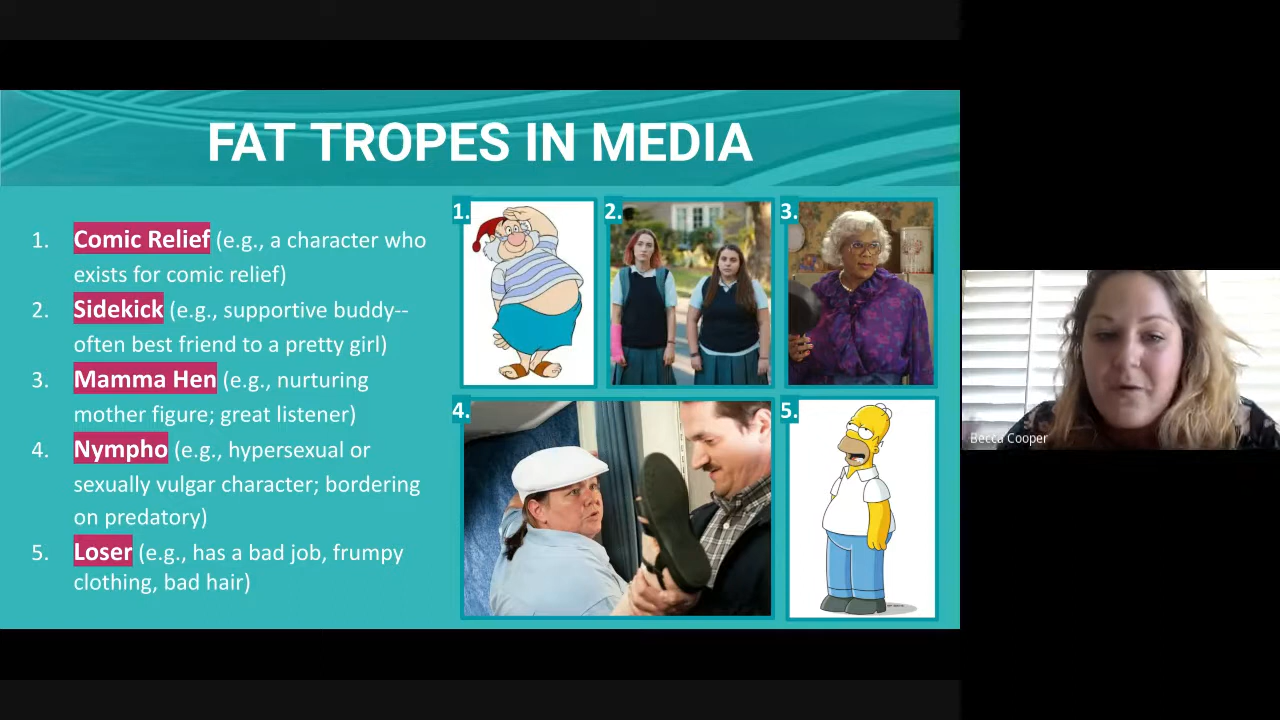 FAT TROPES IN MEDIA
1. Comic Relief (e.g., a character who
exists for comic relief)
2. Sidekick (e.g., supportive buddy--
often best friend to a pretty girl)
3. Mamma Hen (e.g., nurturing
mother figure; great listener)
4. Nympho (e.g., hypersexual or
sexually vulgar character; bordering
on predatory)
5. Loser (e.g., has a bad job, frumpy
clothing, bad hair)
1.
2.
3.
4.
5.
Becca Cooper